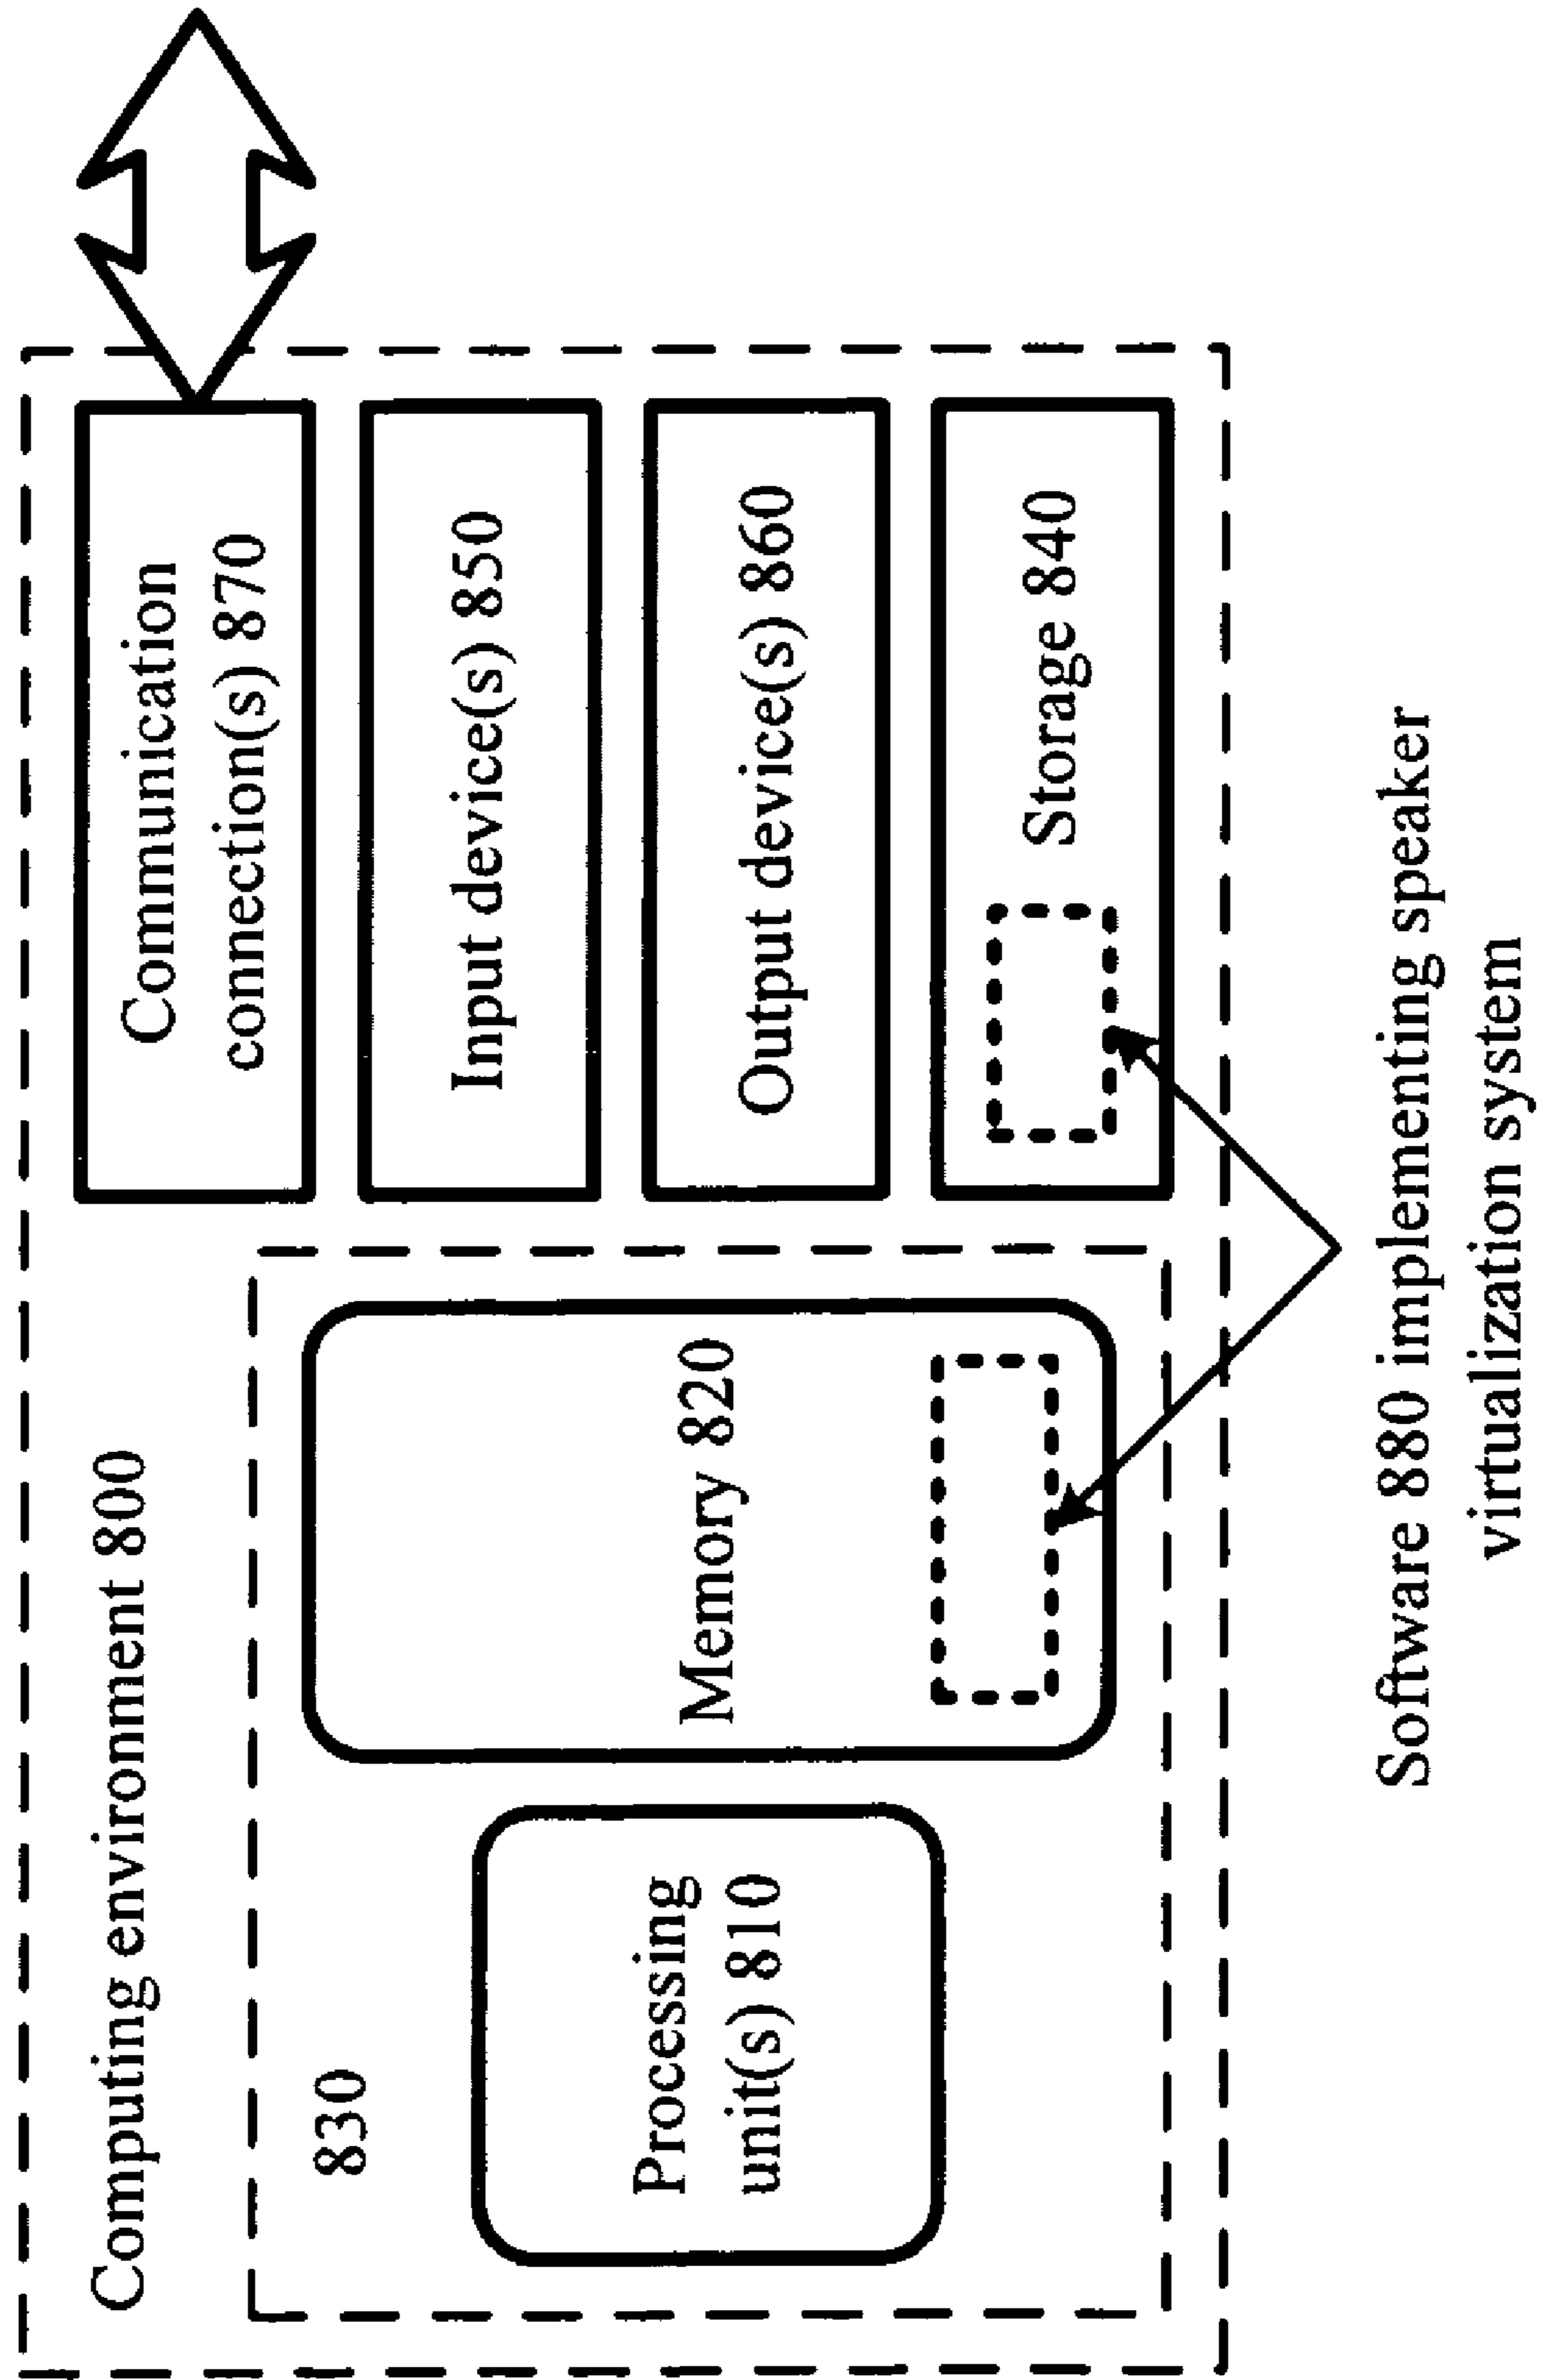 Computing environment 800
830
Processing
unit(s) 810
Memory 820
Communication
connection(s) 870
Input device(s) 850
Output device(s) 860
Storage 840
Software 880 implementing speaker
virtualization system